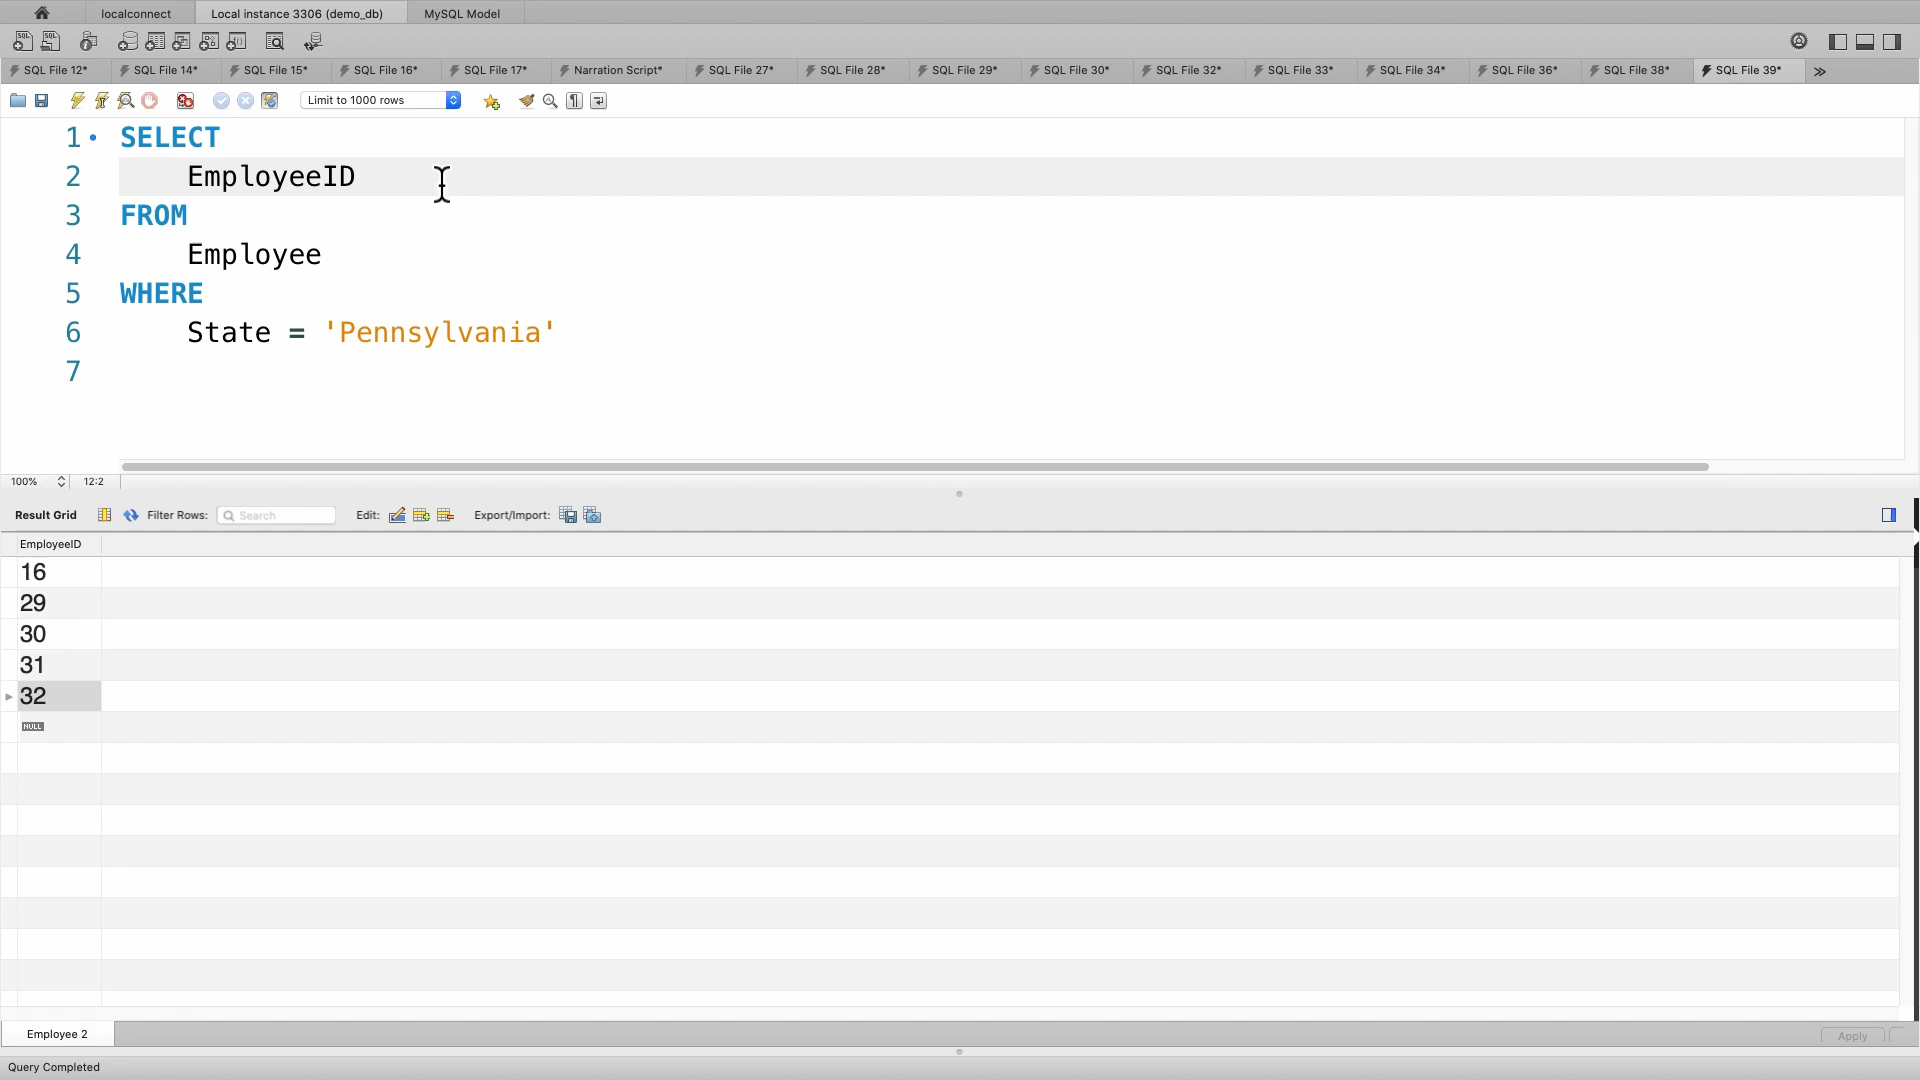 localconnect Local instance 3306 (demo_db) MySQL Model
SQL File 12* SQL File 14* SQL File 15* SQL File 16* SQL File 17* Narration Script* SQL File 27* SQL File 28* SQL File 29* SQL File 30* SQL File 32* SQL File 33* SQL File 34* SQL File 36* SQL File 38* SQL File 39*
Limit to 1000 rows
1 SELECT
2 EmployeeID
3 FROM
4 Employee
5 WHERE
6 State = 'Pennsylvania'
7
100% 12:2
Result Grid Filter Rows: Search Edit: Export/Import:
EmployeeID
16
29
30
31
32
NULL
Employee 2 Apply
Query Completed